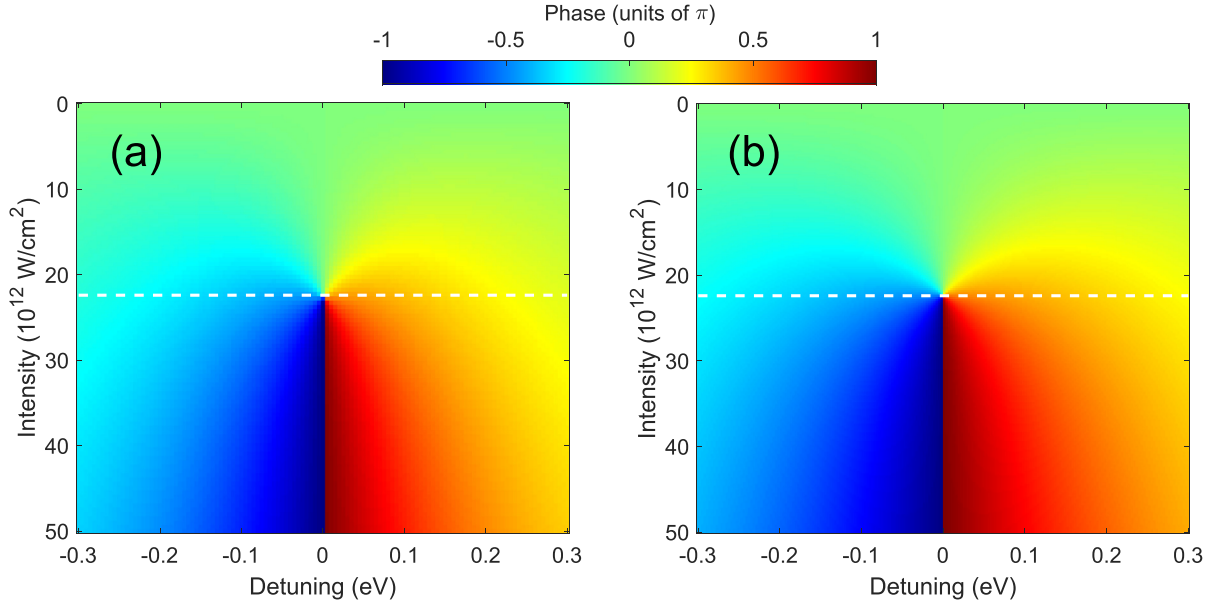 Phase (units of π)
-1 -0.5 0 0.5 1
(a)
Intensity (10¹² W/cm²)
0
10
20
30
40
50
-0.3 -0.2 -0.1 0 0.1 0.2 0.3
Detuning (eV)
(b)
Intensity (10¹² W/cm²)
0
10
20
30
40
50
-0.3 -0.2 -0.1 0 0.1 0.2 0.3
Detuning (eV)